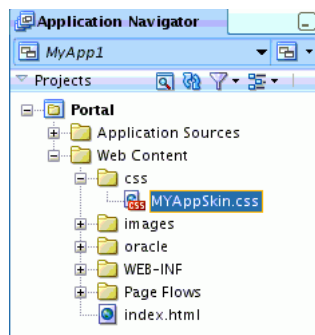 Application Navigator
MyApp1
Projects
Portal
Application Sources
Web Content
css
MYAppSkin.css
images
oracle
WEB-INF
Page Flows
index.html